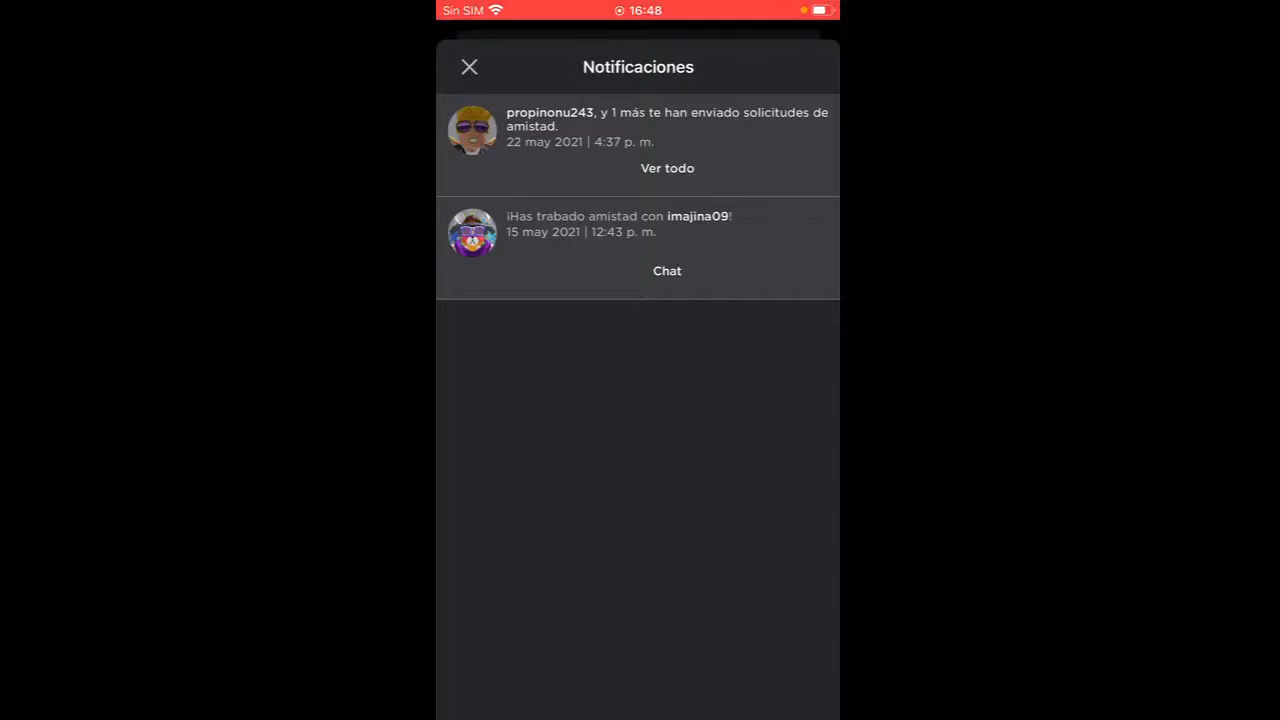 Sin SIM 16:48
Notificaciones
propinonu243, y 1 más te han enviado solicitudes de
amistad.
22 may 2021 | 4:37 p. m.
Ver todo
¡Has trabado amistad con imajina09!
15 may 2021 | 12:43 p. m.
Chat